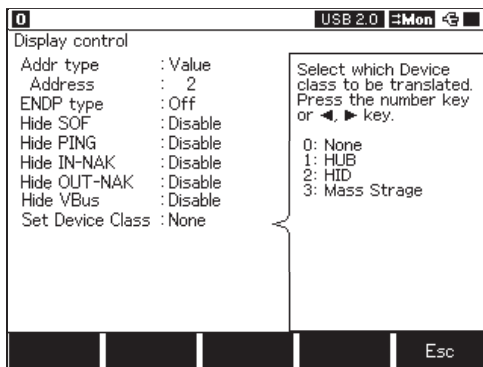 0 USB 2.0 Mon
Display control
Addr type : Value
Address : 2
ENDP type : Off
Hide SOF : Disable
Hide PING : Disable
Hide IN-NAK : Disable
Hide OUT-NAK : Disable
Hide VBus : Disable
Set Device Class : None
Select which Device
class to be translated.
Press the number key
or ◄, ► key.
0: None
1: HUB
2: HID
3: Mass Strage
Esc